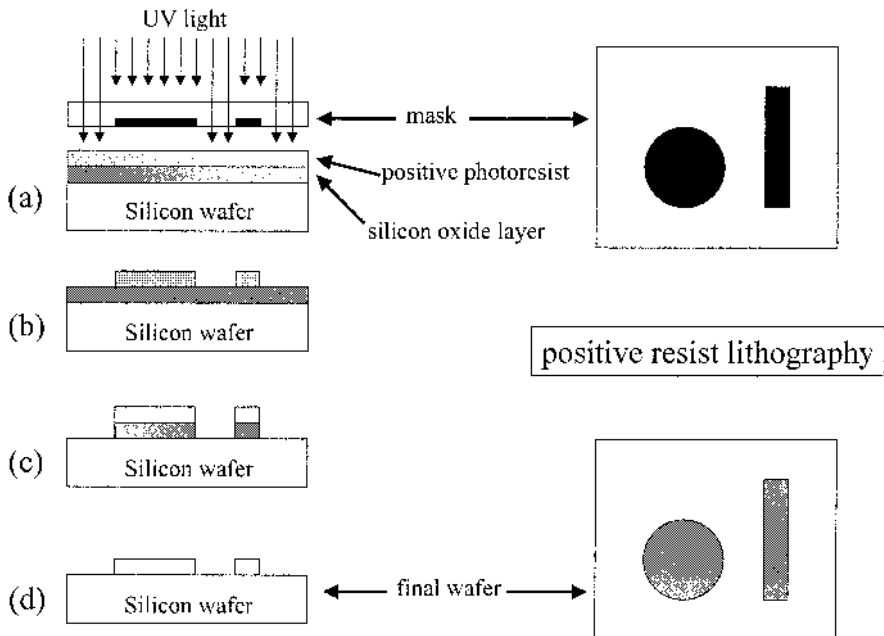 UV light
mask
positive photoresist
(a)
Silicon wafer
silicon oxide layer
(b)
Silicon wafer
positive resist lithography
(c)
Silicon wafer
(d)
Silicon wafer
final wafer